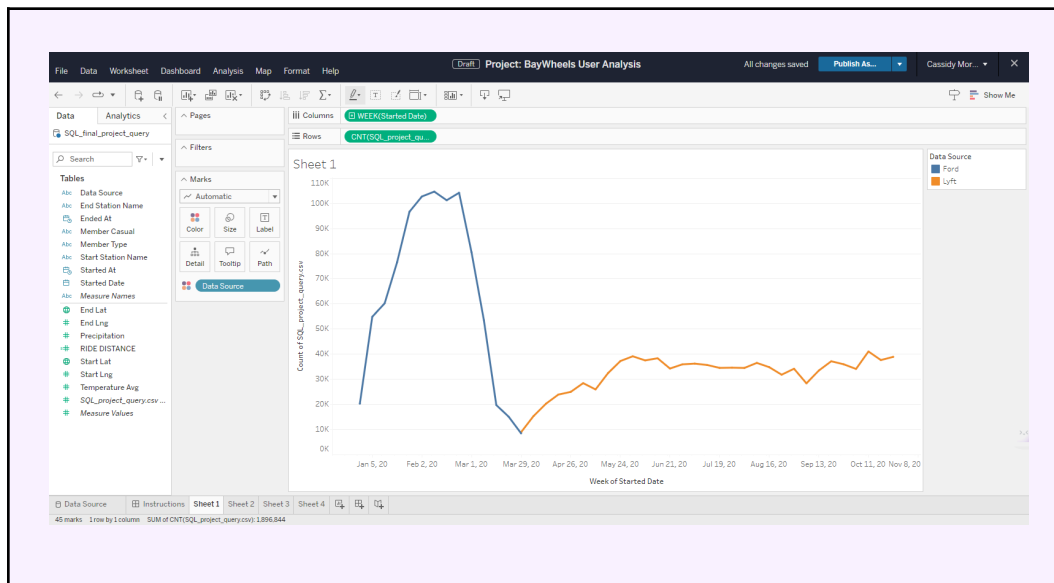 Draft Project: BayWheels User Analysis
File Data Worksheet Dashboard Analysis Map Format Help
All changes saved Publish As... Cassidy Mor...
Show Me
Data Analytics
SQL_final_project_query
Search
Tables
Abc Data Source
Abc End Station Name
Ended At
Abc Member Casual
Abc Member Type
Abc Start Station Name
Started At
Started Date
Abc Measure Names
End Lat
# End Lng
# Precipitation
=# RIDE DISTANCE
Start Lat
# Start Lng
# Temperature Avg
# SQL_project_query.csv ...
# Measure Values
Pages
Filters
Marks
Automatic
Color Size Label
Detail Tooltip Path
Data Source
Columns WEEK(Started Date)
Rows CNT(SQL_project_qu...
Sheet 1
110K
100K
90K
80K
70K
60K
50K
40K
30K
20K
10K
0K
Count of SQL_project_query.csv
Jan 5, 20 Feb 2, 20 Mar 1, 20 Mar 29, 20 Apr 26, 20 May 24, 20 Jun 21, 20 Jul 19, 20 Aug 16, 20 Sep 13, 20 Oct 11, 20 Nov 8, 20
Week of Started Date
Data Source
Ford
Lyft
Data Source Instructions Sheet 1 Sheet 2 Sheet 3 Sheet 4
45 marks 1 row by 1 column SUM of CNT(SQL_project_query.csv): 1,896,844